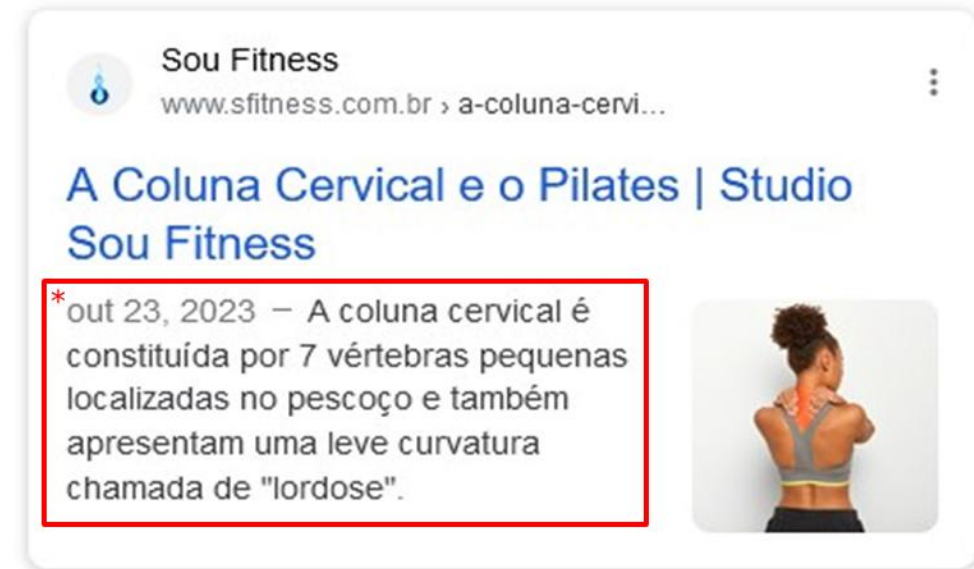 Sou Fitness
www.sfitness.com.br › a-coluna-cervi...
A Coluna Cervical e o Pilates | Studio
Sou Fitness
*out 23, 2023 — A coluna cervical é
constituída por 7 vértebras pequenas
localizadas no pescoço e também
apresentam uma leve curvatura
chamada de "lordose".